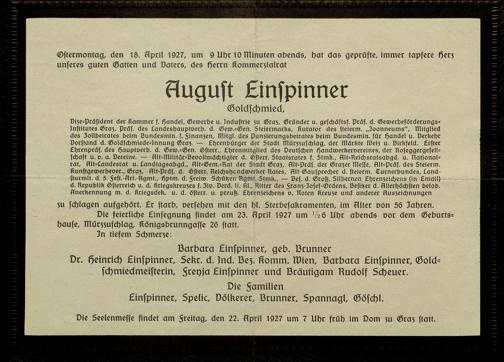 Ostermontag, den 18. April 1927, um 9 Uhr 10 Minuten abends, hat das geprüfte, immer tapfere Herz
unseres guten Gatten und Vaters, des Herrn Kommerzialrat
August Einspinner
Goldschmied,
Vize-Präsident der Kammer f. Handel, Gewerbe u. Industrie zu Graz, Gründer u. geschäftsf. Präs. d. Gewerbeförderungs-
Institutes Graz, Präs. des Landeshauptverb. d. Gew.-Gen. Steiermarks, Kurator des steierm. „Joanneums", Mitglied
des Zollbeirates beim Bundesmin. f. Finanzen, Mitgl. des Punzierungsbeirates beim Bundesmin. für Handel u. Verkehr
Vorstand d. Goldschmiede-Innung Graz. — Ehrenbürger der Stadt Mürzzuschlag, der Märkte Weiz u. Birkfeld. Erster
Ehrenpräs. des Hauptverb. d. Gew.-Gen. Österr., Ehrenmitglied des Deutschen Handwerkervereines, der Roseggergesell-
schaft u. v. a. Vereine. — Alt-Militär-Bevollmächtigter d. österr. Staatsrates f. Stmk., Alt-Reichsratsabgd. u. National-
rat, Alt-Landesrat u. Landtagsabgd., Alt-Gem.-Rat der Stadt Graz, Alt-Präs. der Grazer Messe, Alt-Präs. des Steierm.
Kunstgewerbever., Graz, Alt-Präs. d. Österr. Reichshandwerker Rates, Alt-Gausprecher d. steierm. Turnerbundes, Land-
sturmlt. d. k. Fest.-Art.-Rgmt., Hptm. d. Freiw. Schützen Rgmt. Stmk., — Bes. d. Groß. Silbernen Ehrenzeichens (in Email)
d. Republik Österreich u. d. Kriegskreuzes f. Ziv. Verd. II. Kl., Ritter des Franz-Josef-Ordens, Besitzer d. Allerhöchsten belob.
Anerkennung m. d. Kriegsdek. u. d. österr. u. preuß. Ehrenzeichens v. Roten Kreuze und anderer Auszeichnungen
zu schlagen aufgehört. Er starb, versehen mit den hl. Sterbesakramenten, im Alter von 56 Jahren.
Die feierliche Einsegnung findet am 23. April 1927 um ½6 Uhr abends vor dem Geburts-
hause, Mürzzuschlag, Königsbrunngasse 26 statt.
In tiefem Schmerze:
Barbara Einspinner, geb. Brunner
Dr. Heinrich Einspinner, Sekr. d. Ind. Bez. Komm. Wien, Barbara Einspinner, Gold-
schmiedmeisterin, Frenja Einspinner und Bräutigam Rudolf Scheuer.
Die Familien
Einspinner, Spelic, Völkerer, Brunner, Spannagl, Göschl.
Die Seelenmesse findet am Freitag, den 22. April 1927 um 7 Uhr früh im Dom zu Graz statt.